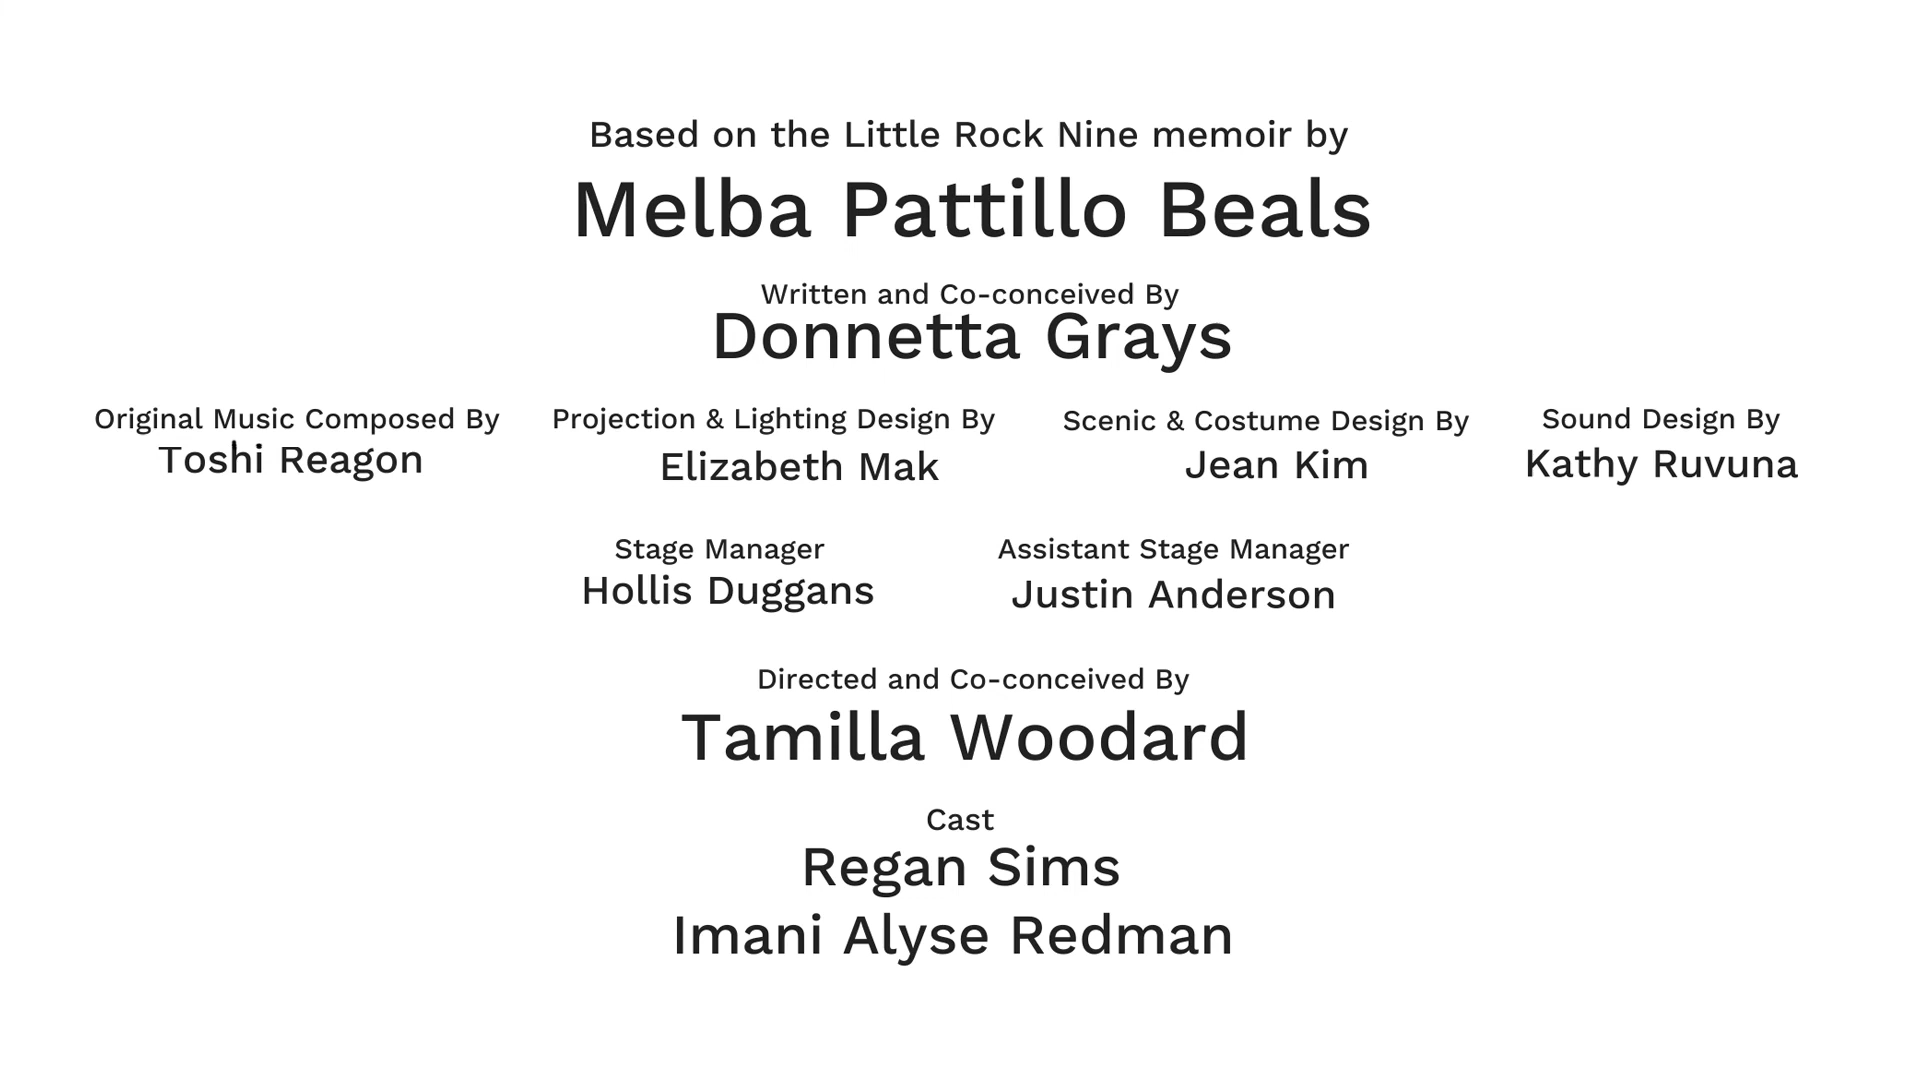 Based on the Little Rock Nine memoir by
Melba Pattillo Beals
Written and Co-conceived By
Donnetta Grays
Original Music Composed By
Toshi Reagon
Projection & Lighting Design By
Elizabeth Mak
Scenic & Costume Design By
Jean Kim
Sound Design By
Kathy Ruvuna
Stage Manager
Hollis Duggans
Assistant Stage Manager
Justin Anderson
Directed and Co-conceived By
Tamilla Woodard
Cast
Regan Sims
Imani Alyse Redman